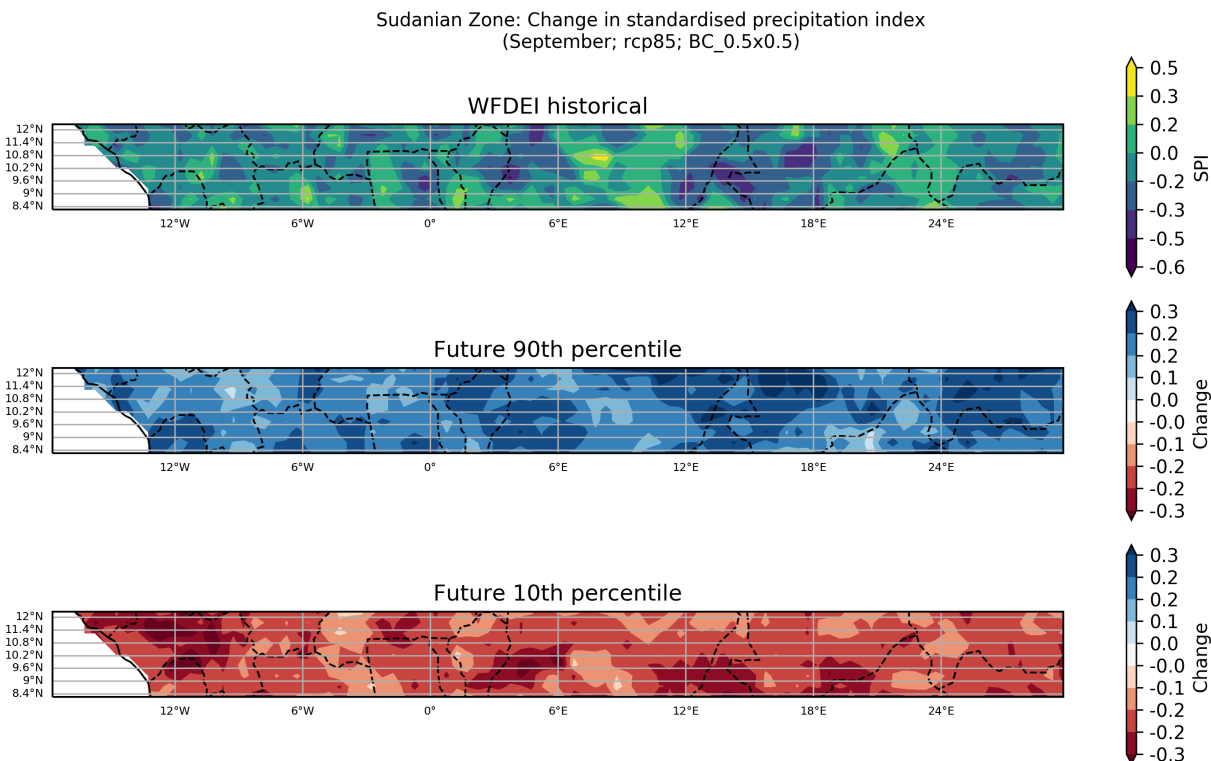 Sudanian Zone: Change in standardised precipitation index
(September; rcp85; BC_0.5x0.5)
WFDEI historical
12°N
11.4°N
10.8°N
10.2°N
9.6°N
9°N
8.4°N
12°W 6°W 0° 6°E 12°E 18°E 24°E
0.5
0.3
0.2
0.0
-0.2
-0.3
-0.5
-0.6
SPI
Future 90th percentile
12°N
11.4°N
10.8°N
10.2°N
9.6°N
9°N
8.4°N
12°W 6°W 0° 6°E 12°E 18°E 24°E
0.3
0.2
0.2
0.1
0.0
-0.0
-0.1
-0.2
-0.2
-0.3
Change
Future 10th percentile
12°N
11.4°N
10.8°N
10.2°N
9.6°N
9°N
8.4°N
12°W 6°W 0° 6°E 12°E 18°E 24°E
0.3
0.2
0.2
0.1
0.0
-0.0
-0.1
-0.2
-0.2
-0.3
Change